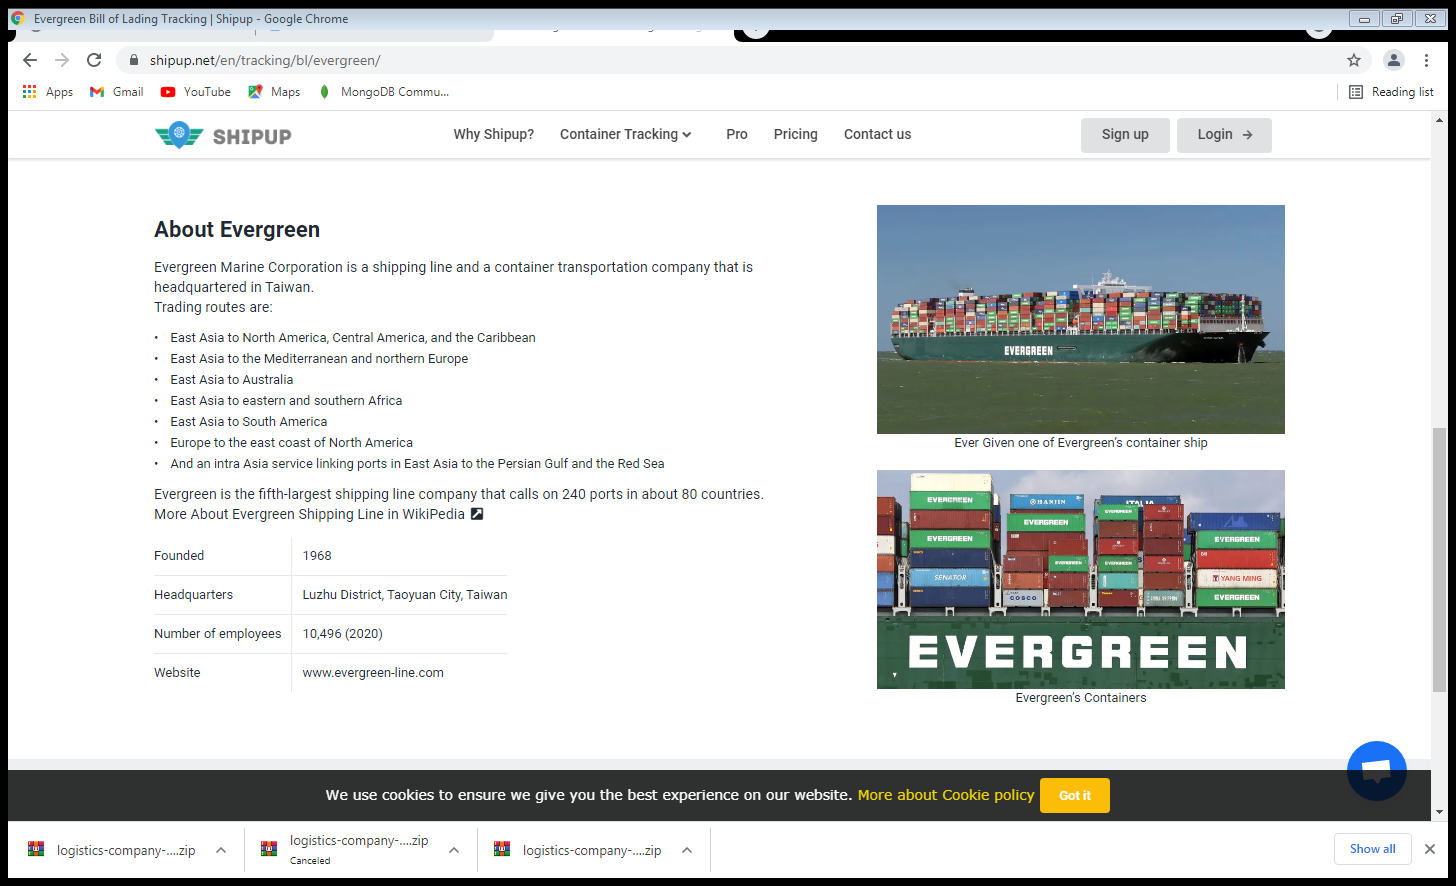 Evergreen Bill of Lading Tracking | Shipup - Google Chrome
shipup.net/en/tracking/bl/evergreen/
Apps Gmail YouTube Maps MongoDB Commu... Reading list
SHIPUP Why Shipup? Container Tracking Pro Pricing Contact us Sign up Login →
About Evergreen
Evergreen Marine Corporation is a shipping line and a container transportation company that is
headquartered in Taiwan.
Trading routes are:
• East Asia to North America, Central America, and the Caribbean
• East Asia to the Mediterranean and northern Europe
• East Asia to Australia
• East Asia to eastern and southern Africa
• East Asia to South America
• Europe to the east coast of North America
• And an intra Asia service linking ports in East Asia to the Persian Gulf and the Red Sea
Evergreen is the fifth-largest shipping line company that calls on 240 ports in about 80 countries.
More About Evergreen Shipping Line in WikiPedia
Founded 1968
Headquarters Luzhu District, Taoyuan City, Taiwan
Number of employees 10,496 (2020)
Website www.evergreen-line.com
EVERGREEN
Ever Given one of Evergreen's container ship
EVERGREEN
HANJIN
ITALIA
EVERGREEN
EVERGREEN
EVERGREEN
EVERGREEN
EVERGREEN
EVERGREEN
SENATOR
YANG MING
COSCO
CHINA SHIPPING
EVERGREEN
EVERGREEN
Evergreen's Containers
We use cookies to ensure we give you the best experience on our website. More about Cookie policy Got it
logistics-company-....zip
logistics-company-....zip
Canceled
logistics-company-....zip
Show all